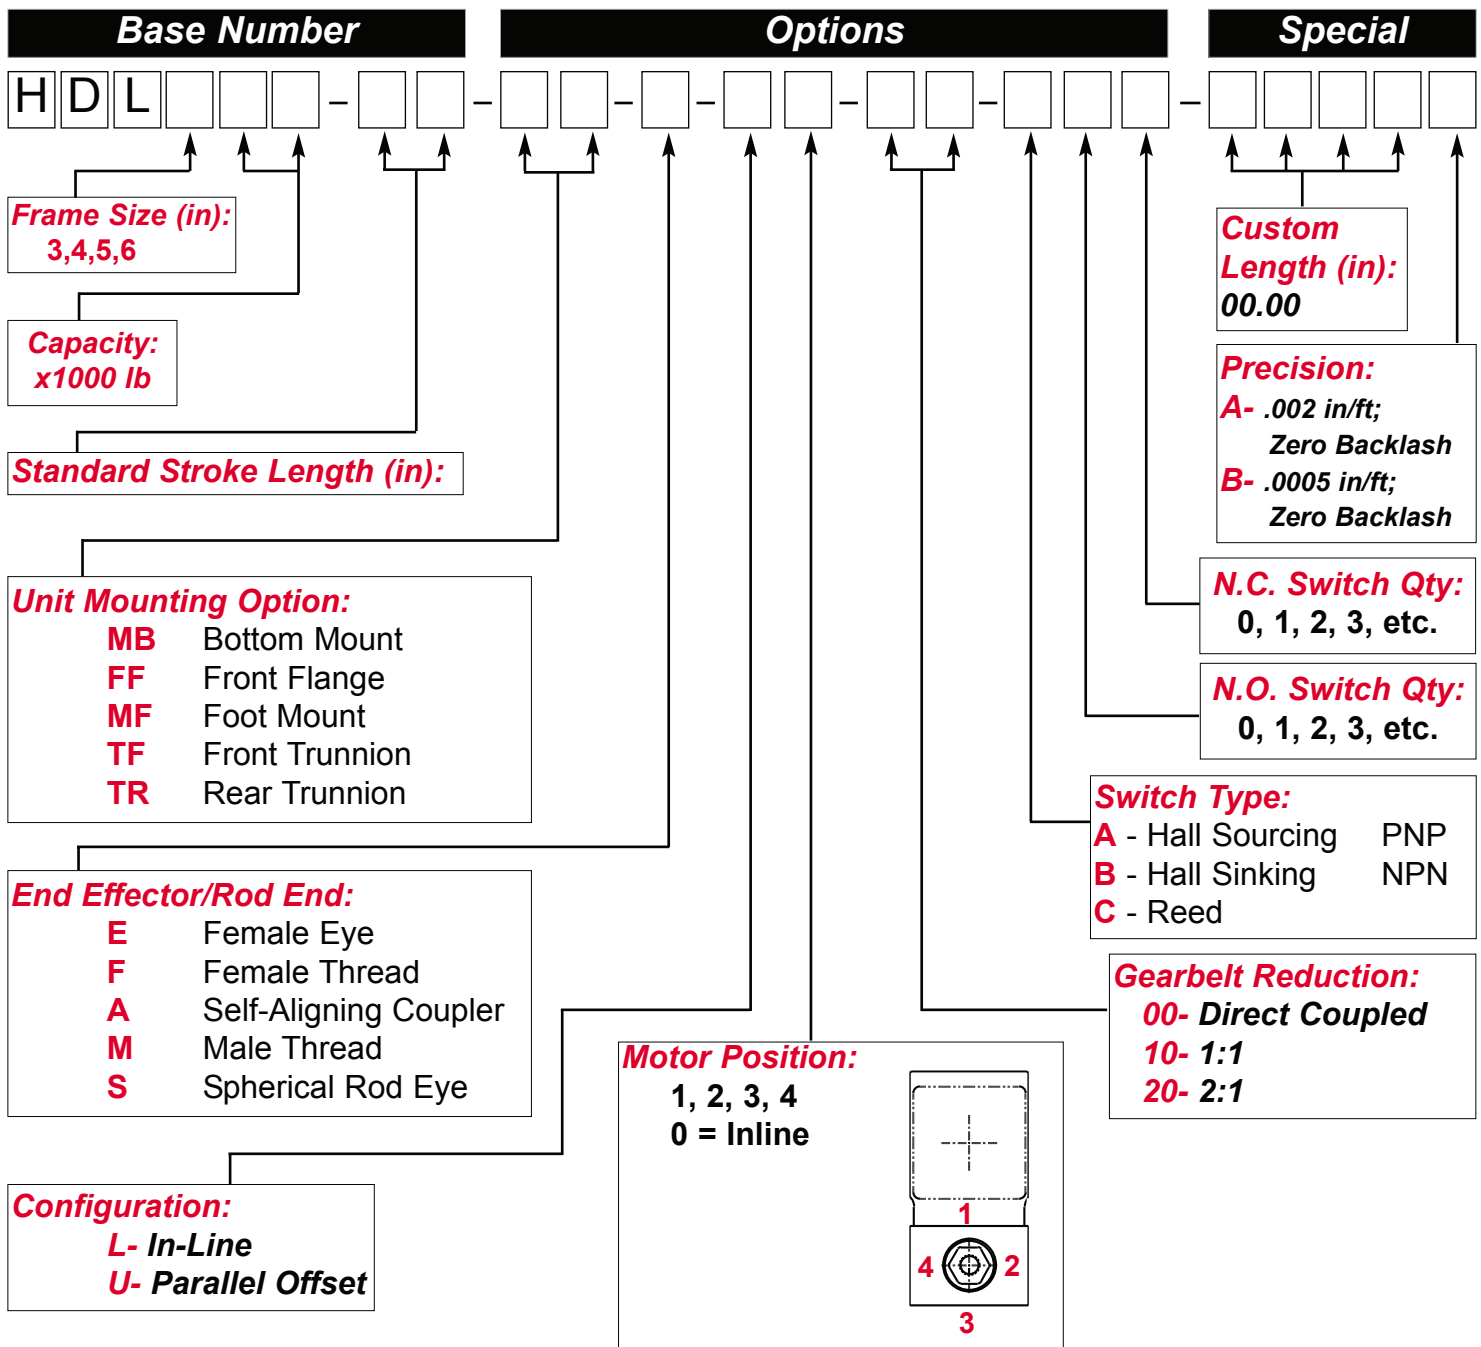 Base Number
Options
Special
H D L – – – – – – –
Frame Size (in):
3,4,5,6
Capacity:
x1000 lb
Standard Stroke Length (in):
Unit Mounting Option:
MB Bottom Mount
FF Front Flange
MF Foot Mount
TF Front Trunnion
TR Rear Trunnion
End Effector/Rod End:
E Female Eye
F Female Thread
A Self-Aligning Coupler
M Male Thread
S Spherical Rod Eye
Configuration:
L- In-Line
U- Parallel Offset
Motor Position:
1, 2, 3, 4
0 = Inline
1
4 2
3
Custom
Length (in):
00.00
Precision:
A- .002 in/ft;
Zero Backlash
B- .0005 in/ft;
Zero Backlash
N.C. Switch Qty:
0, 1, 2, 3, etc.
N.O. Switch Qty:
0, 1, 2, 3, etc.
Switch Type:
A - Hall Sourcing PNP
B - Hall Sinking NPN
C - Reed
Gearbelt Reduction:
00- Direct Coupled
10- 1:1
20- 2:1